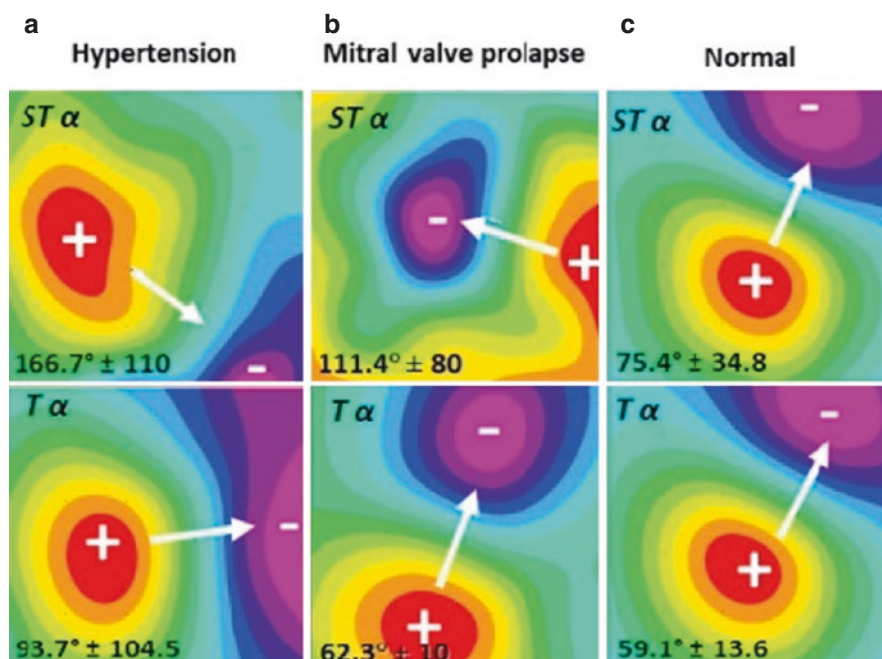 a
Hypertension
b
Mitral valve prolapse
c
Normal
ST α
+
-
166.7° ± 110
ST α
-
+
111.4° ± 80
ST α
-
+
75.4° ± 34.8
T α
+
-
93.7° ± 104.5
T α
-
+
62.3° ± 10
T α
-
+
59.1° ± 13.6